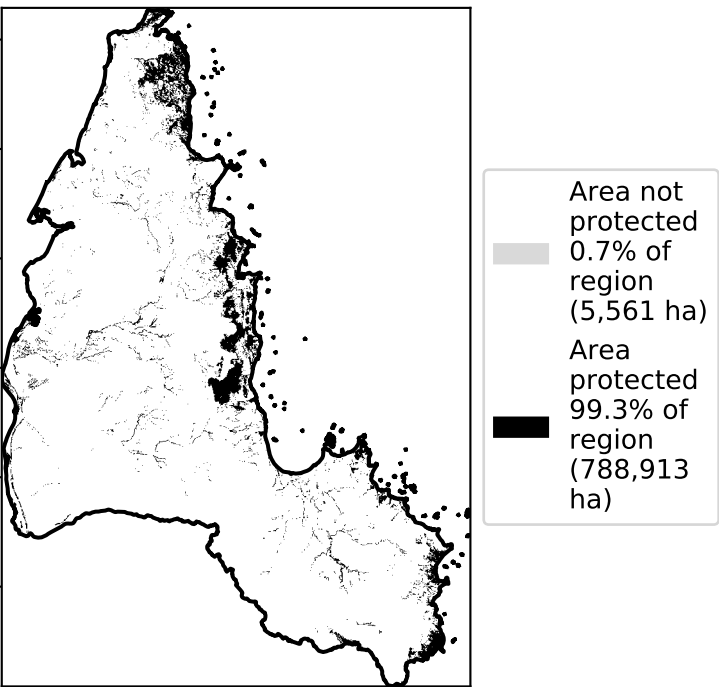 Area not
protected
0.7% of
region
(5,561 ha)
Area
protected
99.3% of
region
(788,913
ha)